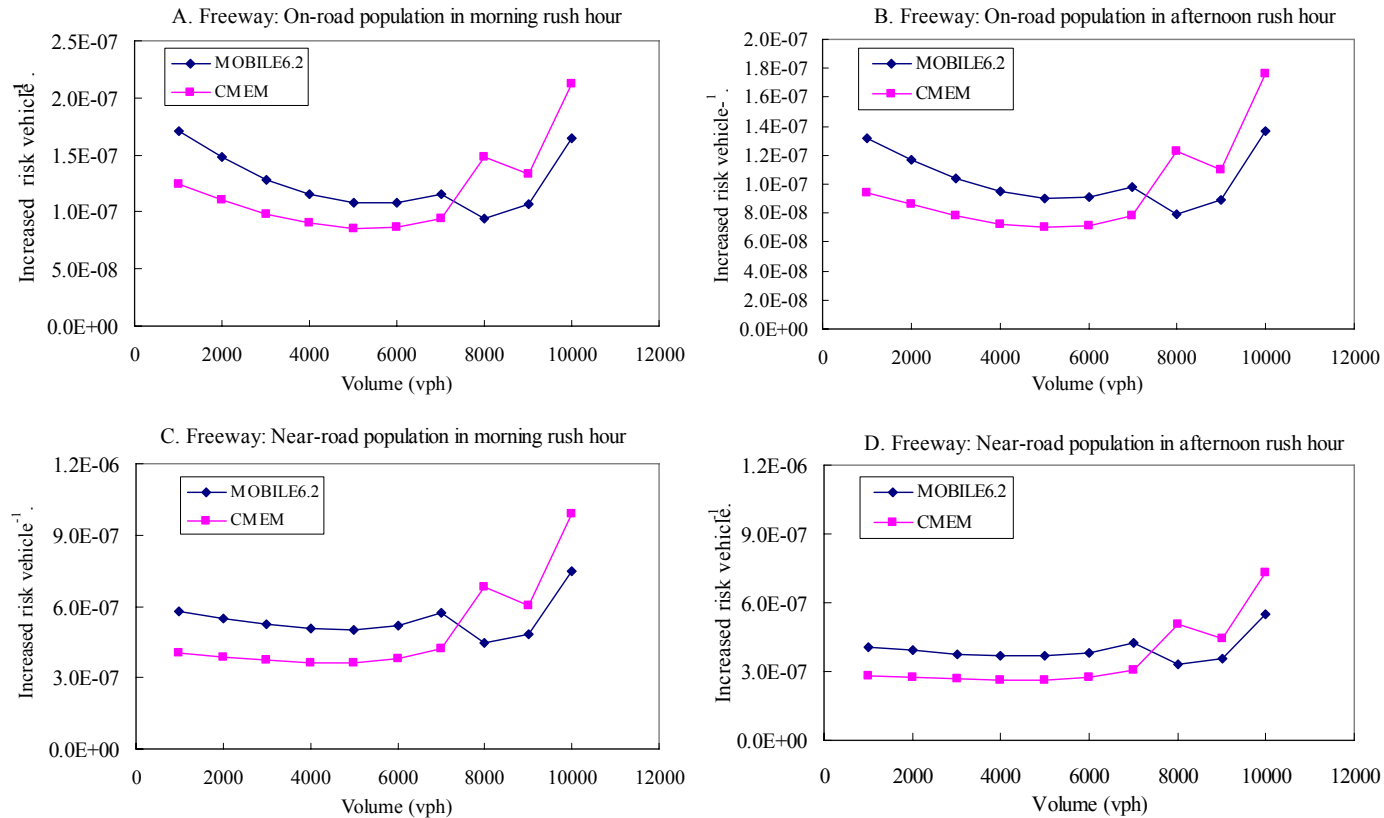 A. Freeway: On-road population in morning rush hour
2.5E-07
2.0E-07
1.5E-07
1.0E-07
5.0E-08
0.0E+00
Increased risk vehicle-1.
MOBILE6.2
CMEM
0 2000 4000 6000 8000 10000 12000
Volume (vph)
B. Freeway: On-road population in afternoon rush hour
2.0E-07
1.8E-07
1.6E-07
1.4E-07
1.2E-07
1.0E-07
8.0E-08
6.0E-08
4.0E-08
2.0E-08
0.0E+00
Increased risk vehicle-1.
MOBILE6.2
CMEM
0 2000 4000 6000 8000 10000 12000
Volume (vph)
C. Freeway: Near-road population in morning rush hour
1.2E-06
9.0E-07
6.0E-07
3.0E-07
0.0E+00
Increased risk vehicle-1.
MOBILE6.2
CMEM
0 2000 4000 6000 8000 10000 12000
Volume (vph)
D. Freeway: Near-road population in afternoon rush hour
1.2E-06
9.0E-07
6.0E-07
3.0E-07
0.0E+00
Increased risk vehicle-1.
MOBILE6.2
CMEM
0 2000 4000 6000 8000 10000 12000
Volume (vph)